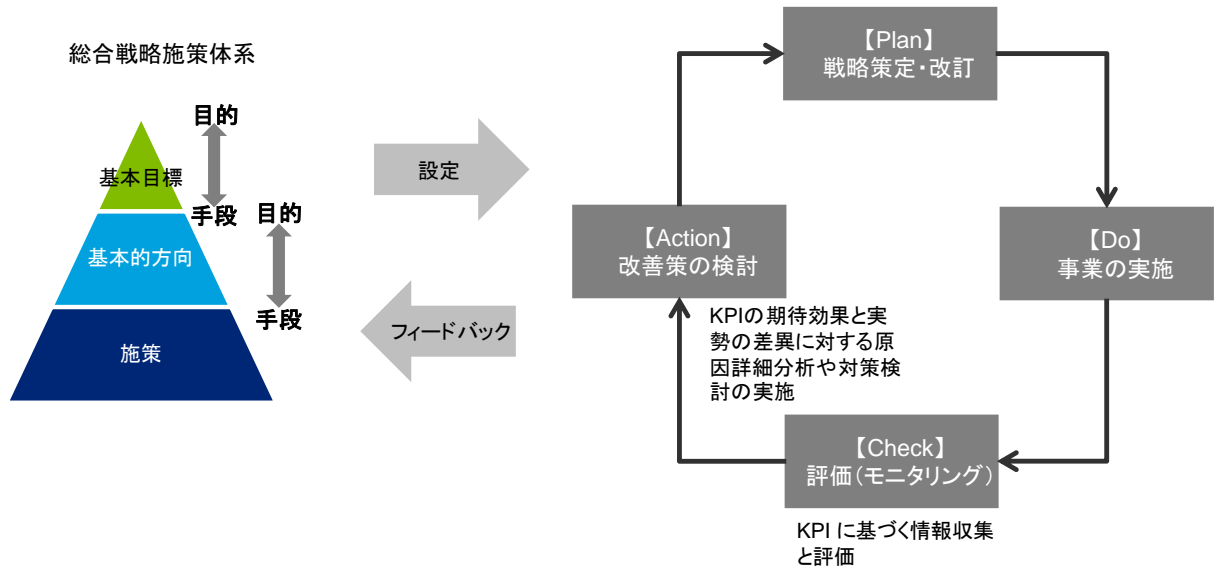 総合戦略施策体系
目的
基本目標
手段
目的
基本的方向
手段
施策
設定
フィードバック
【Plan】
戦略策定・改訂
【Action】
改善策の検討
【Do】
事業の実施
KPIの期待効果と実
勢の差異に対する原
因詳細分析や対策検
討の実施
【Check】
評価（モニタリング）
KPI に基づく情報収集
と評価